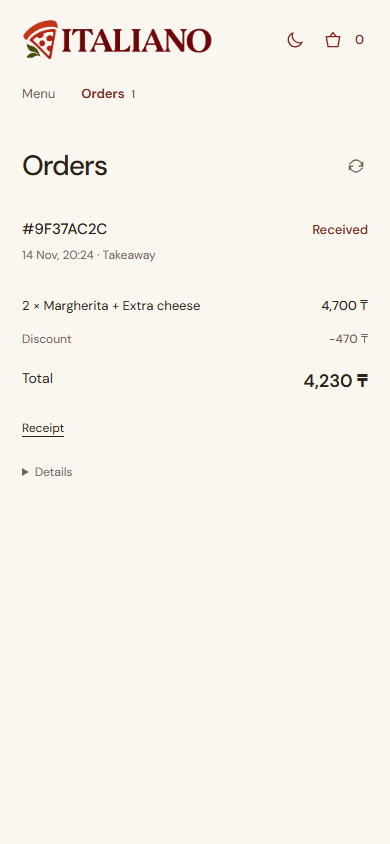 ITALIANO
0
Menu Orders 1
Orders
#9F37AC2C Received
14 Nov, 20:24 · Takeaway
2 × Margherita + Extra cheese 4,700 ₸
Discount -470 ₸
Total 4,230 ₸
Receipt
Details